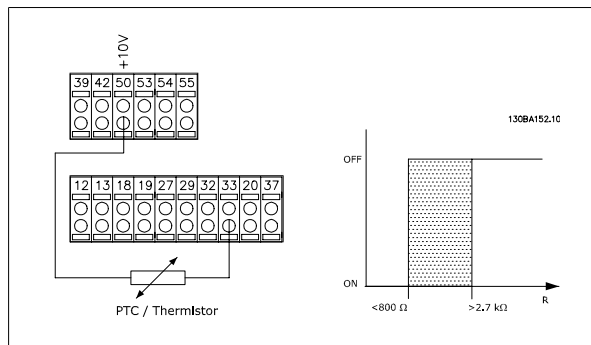 +10V
39 42 50 53 54 55
12 13 18 19 27 29 32 33 20 37
PTC / Thermistor
130BA152.10
OFF
ON
R
<800 Ω
>2.7 kΩ